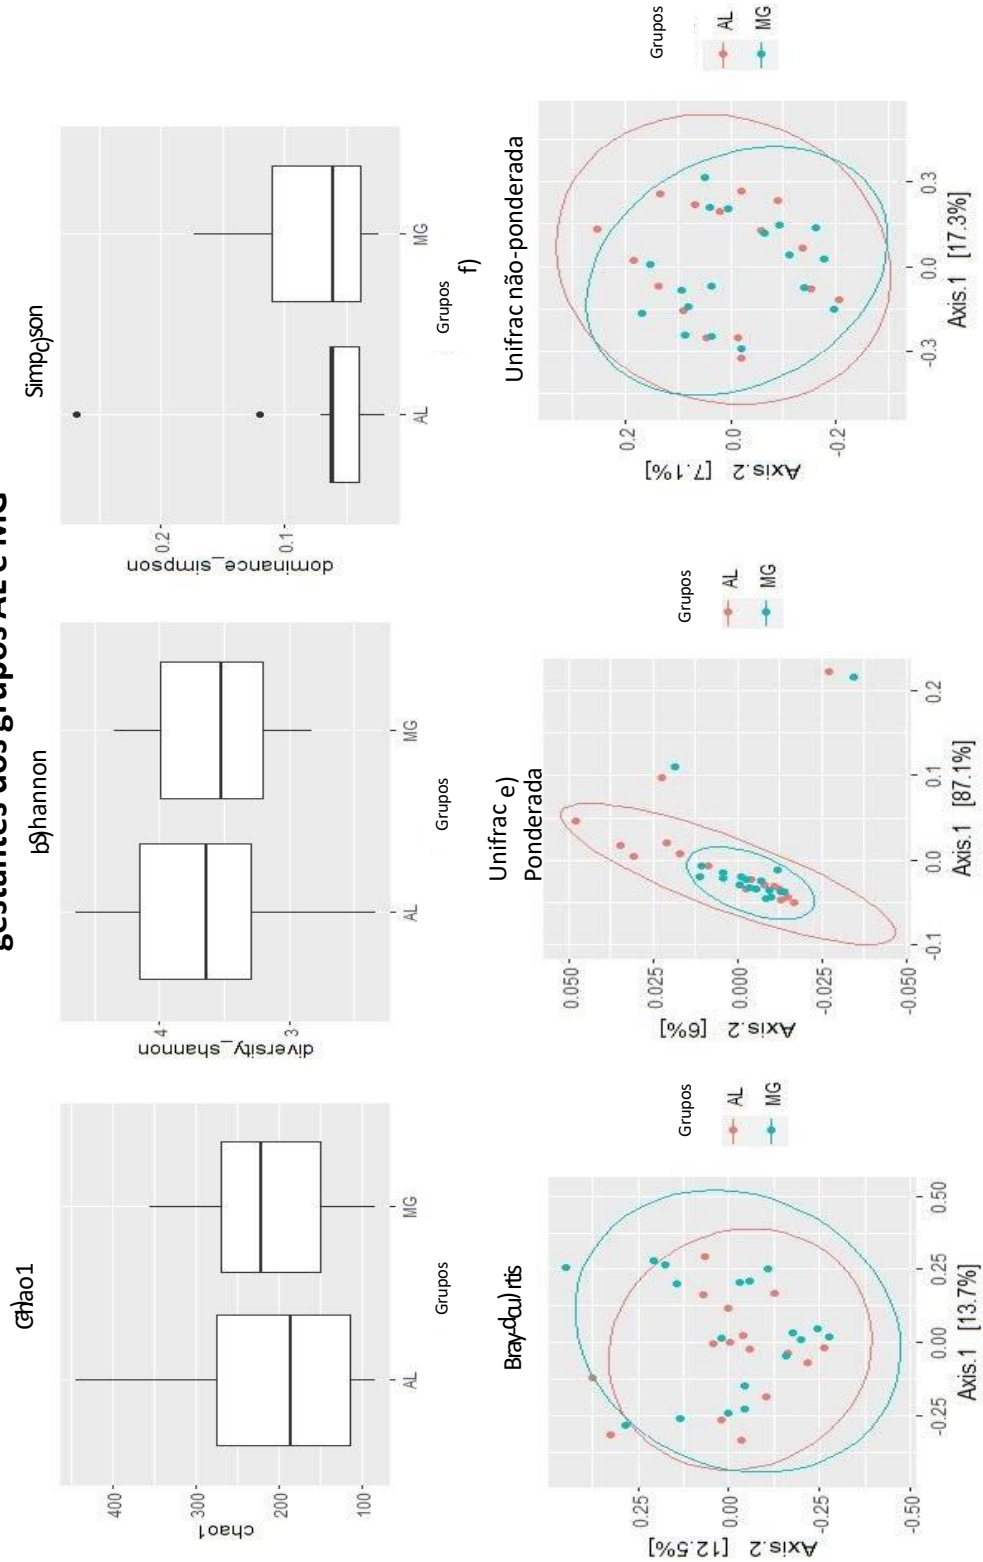 gestantes dos grupos AL e MG
Chao1
chao1
400
300
200
100
AL
MG
Grupos
b)
Shannon
diversity_shannon
4
3
AL
MG
Grupos
c)
Simpson
dominance_simpson
0.2
0.1
AL
MG
Grupos
d)
Bray-curtis
Axis.2 [12.5%]
0.25
0.00
-0.25
-0.50
-0.25
0.00
0.25
0.50
Axis.1 [13.7%]
Grupos
AL
MG
e)
Unifrac
Ponderada
Axis.2 [6%]
0.050
0.025
0.000
-0.025
-0.050
-0.1
0.0
0.1
0.2
Axis.1 [87.1%]
Grupos
AL
MG
f)
Unifrac não-ponderada
Axis.2 [7.1%]
0.2
0.0
-0.2
-0.3
0.0
0.3
Axis.1 [17.3%]
Grupos
AL
MG